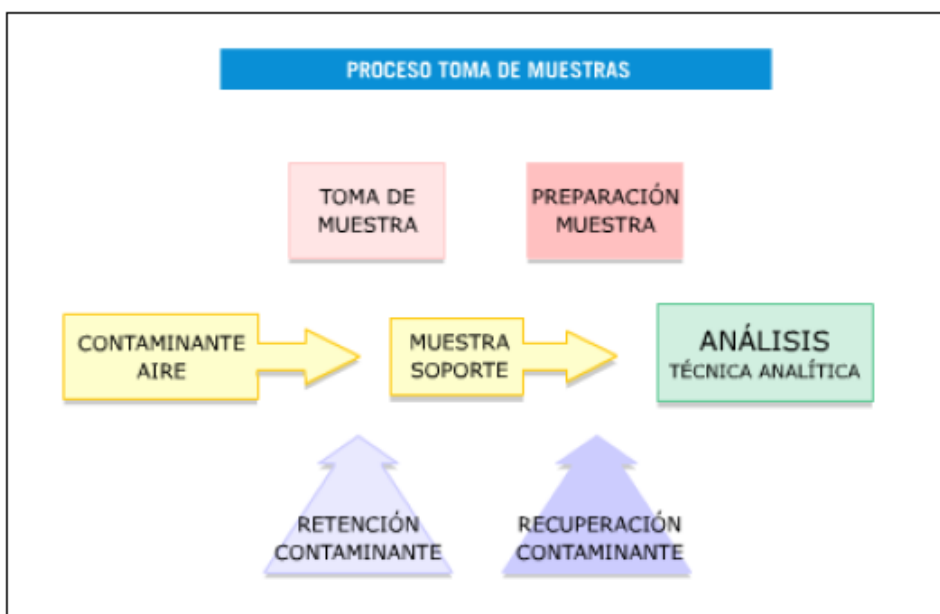 PROCESO TOMA DE MUESTRAS
TOMA DE
MUESTRA
PREPARACIÓN
MUESTRA
CONTAMINANTE
AIRE
MUESTRA
SOPORTE
ANÁLISIS
TÉCNICA ANALÍTICA
RETENCIÓN
CONTAMINANTE
RECUPERACIÓN
CONTAMINANTE